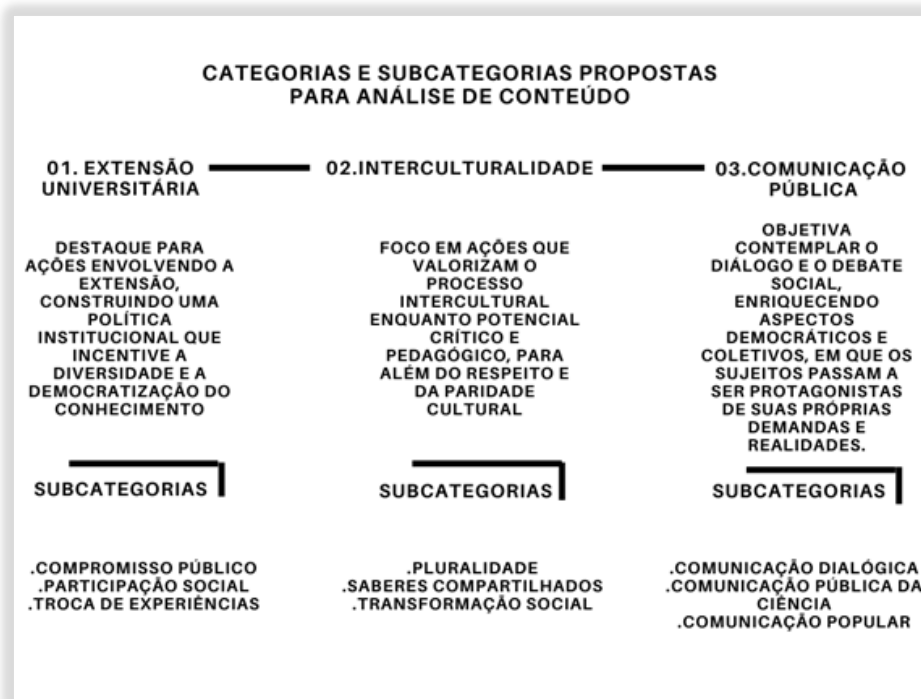 CATEGORIAS E SUBCATEGORIAS PROPOSTAS
PARA ANÁLISE DE CONTEÚDO
01. EXTENSÃO
UNIVERSITÁRIA
DESTAQUE PARA
AÇÕES ENVOLVENDO A
EXTENSÃO,
CONSTRUINDO UMA
POLÍTICA
INSTITUCIONAL QUE
INCENTIVE A
DIVERSIDADE E A
DEMOCRATIZAÇÃO DO
CONHECIMENTO
SUBCATEGORIAS
.COMPROMISSO PÚBLICO
.PARTICIPAÇÃO SOCIAL
.TROCA DE EXPERIÊNCIAS
02.INTERCULTURALIDADE
FOCO EM AÇÕES QUE
VALORIZAM O
PROCESSO
INTERCULTURAL
ENQUANTO POTENCIAL
CRÍTICO E
PEDAGÓGICO, PARA
ALÉM DO RESPEITO E
DA PARIDADE
CULTURAL
SUBCATEGORIAS
.PLURALIDADE
.SABERES COMPARTILHADOS
.TRANSFORMAÇÃO SOCIAL
03.COMUNICAÇÃO
PÚBLICA
OBJETIVA
CONTEMPLAR O
DIÁLOGO E O DEBATE
SOCIAL,
ENRIQUECENDO
ASPECTOS
DEMOCRÁTICOS E
COLETIVOS, EM QUE OS
SUJEITOS PASSAM A
SER PROTAGONISTAS
DE SUAS PRÓPRIAS
DEMANDAS E
REALIDADES.
SUBCATEGORIAS
.COMUNICAÇÃO DIALÓGICA
.COMUNICAÇÃO PÚBLICA DA
CIÊNCIA
.COMUNICAÇÃO POPULAR